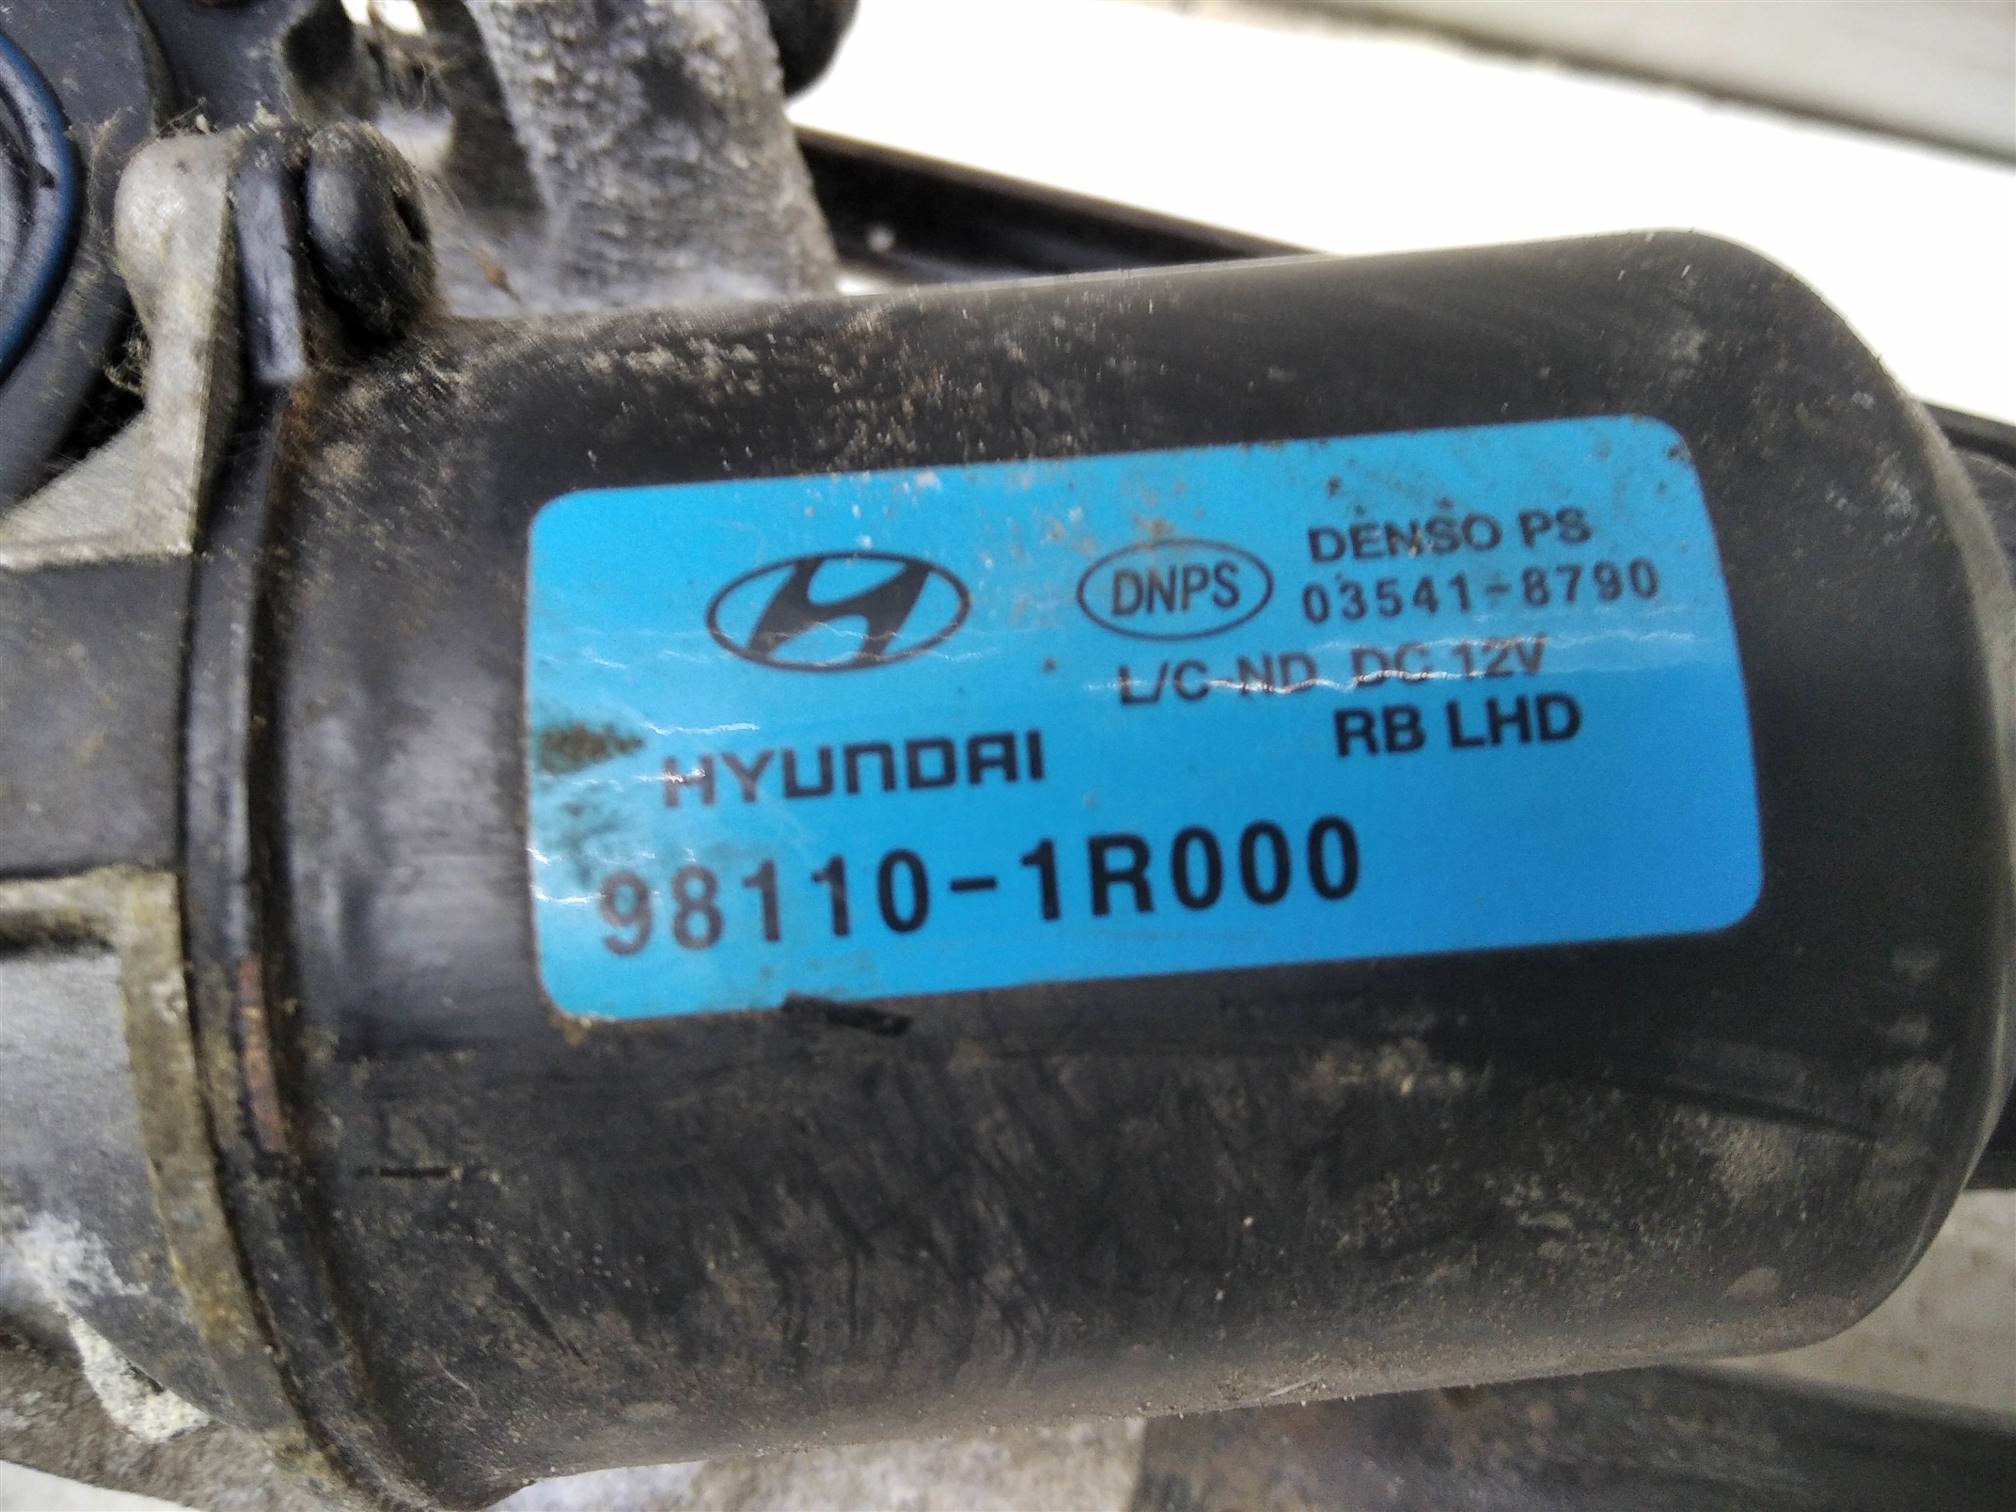 DENSO PS
DNPS
03541-8790
L/C-ND DC 12V
RB LHD
HYUNDAI
98110-1R000